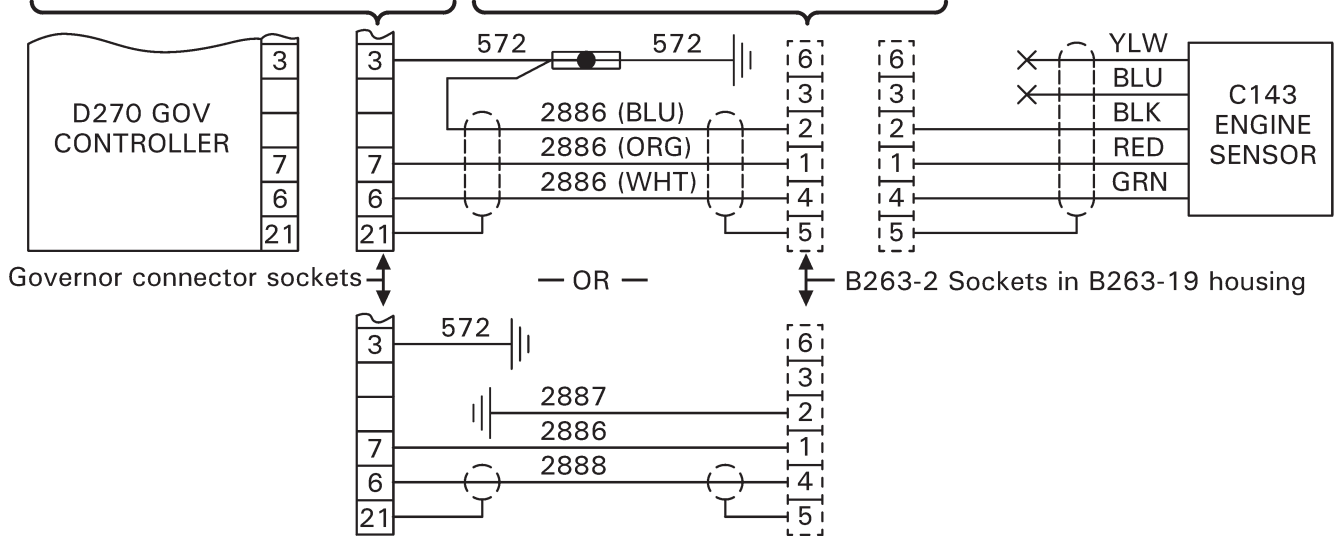 572 572
YLW
3 3 6 6
BLU
D270 GOV
CONTROLLER
C143
ENGINE
SENSOR
3 3
2886 (BLU) BLK
2 2
2886 (ORG) RED
7 7 1 1
2886 (WHT) GRN
6 6 4 4
21 21 5 5
Governor connector sockets
— OR —
B263-2 Sockets in B263-19 housing
572
3 6
3
2887
2
2886
7 1
2888
6 4
21 5